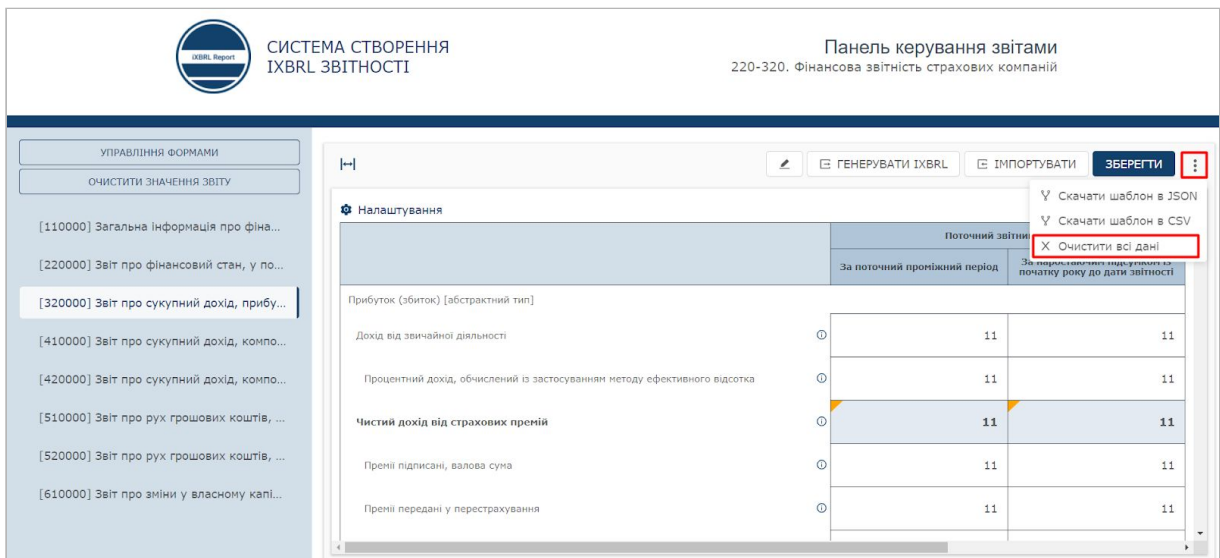 iXBRL Report
СИСТЕМА СТВОРЕННЯ
IXBRL ЗВІТНОСТІ
Панель керування звітами
220-320. Фінансова звітність страхових компаній
УПРАВЛІННЯ ФОРМАМИ
ОЧИСТИТИ ЗНАЧЕННЯ ЗВІТУ
[110000] Загальна інформація про фіна...
[220000] Звіт про фінансовий стан, у по...
[320000] Звіт про сукупний дохід, прибу...
[410000] Звіт про сукупний дохід, компо...
[420000] Звіт про сукупний дохід, компо...
[510000] Звіт про рух грошових коштів, ...
[520000] Звіт про рух грошових коштів, ...
[610000] Звіт про зміни у власному капі...
ГЕНЕРУВАТИ IXBRL ІМПОРТУВАТИ ЗБЕРЕГТИ
Скачати шаблон в JSON
Скачати шаблон в CSV
Очистити всі дані
Налаштування
Поточний
За поточний проміжний період
За наростаючим підсумком із
початку року до дати звітності
Прибуток (збиток) [абстрактний тип]
Дохід від звичайної діяльності 11 11
Процентний дохід, обчислений із застосуванням методу ефективного відсотка 11 11
Чистий дохід від страхових премій 11 11
Премії підписані, валова сума 11 11
Премії передані у перестрахування 11 11